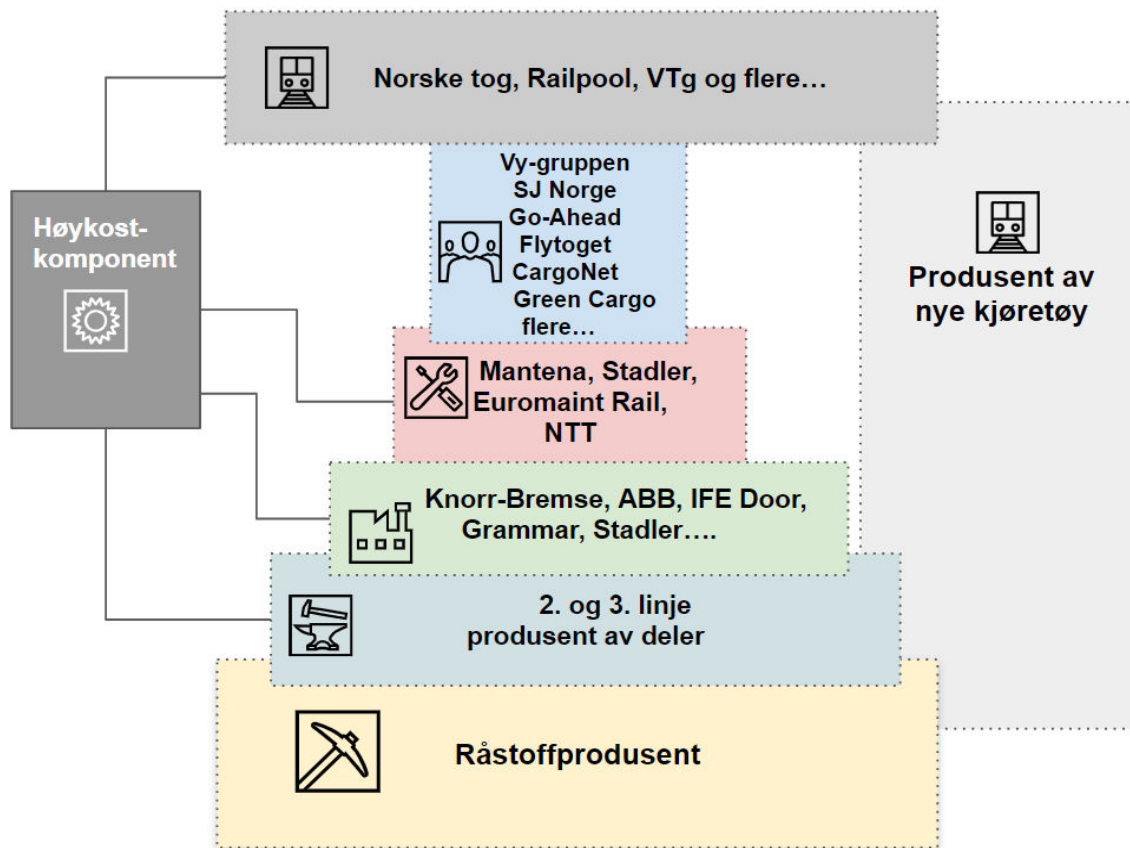 Norske tog, Railpool, VTg og flere…
Vy-gruppen
SJ Norge
Go-Ahead
Flytoget
CargoNet
Green Cargo
flere…
Høykost-
komponent
Produsent av
nye kjøretøy
Mantena, Stadler,
Euromaint Rail,
NTT
Knorr-Bremse, ABB, IFE Door,
Grammar, Stadler….
2. og 3. linje
produsent av deler
Råstoffprodusent